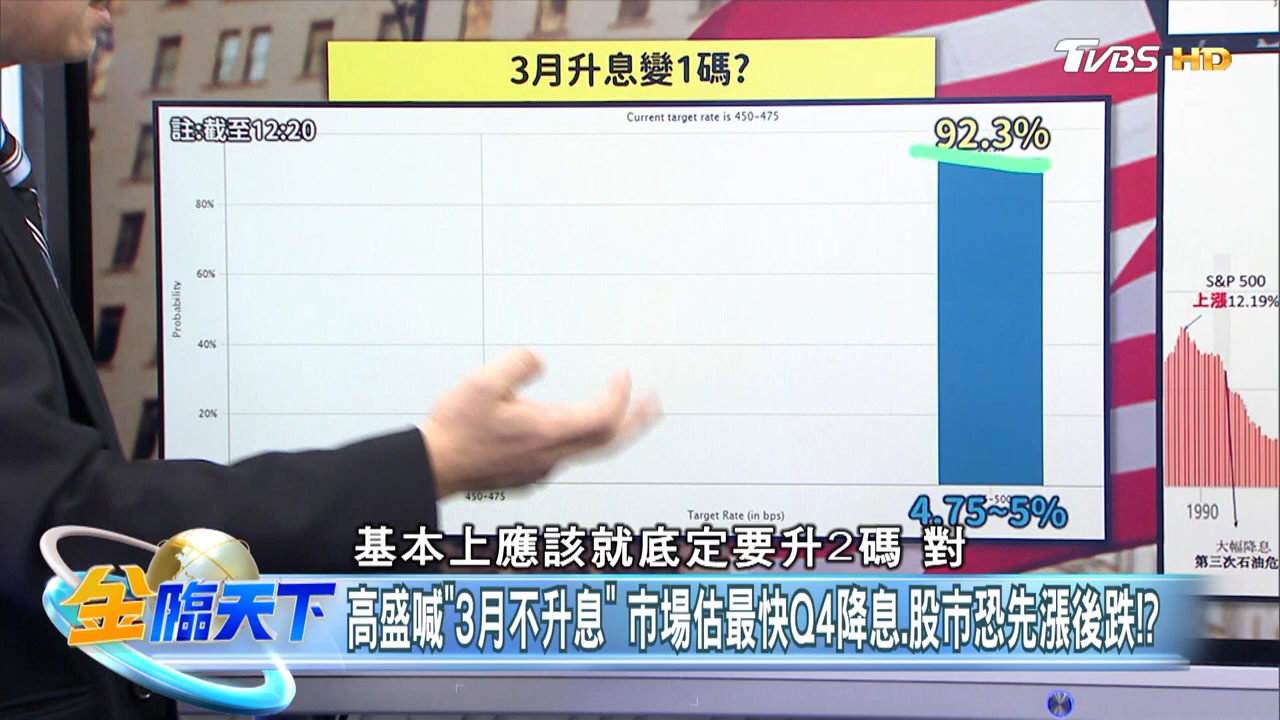 3月升息變1碼?
TVBS HD
註:截至12:20
Current target rate is 450-475
92.3%
80%
60%
40%
20%
Probability
450-475
Target Rate (in bps)
4.75~5%
S&P 500
上漲12.19%
1990
大幅降息
第三次石油危
基本上應該就底定要升2碼 對
金臨天下
高盛喊"3月不升息" 市場估最快Q4降息.股市恐先漲後跌!?